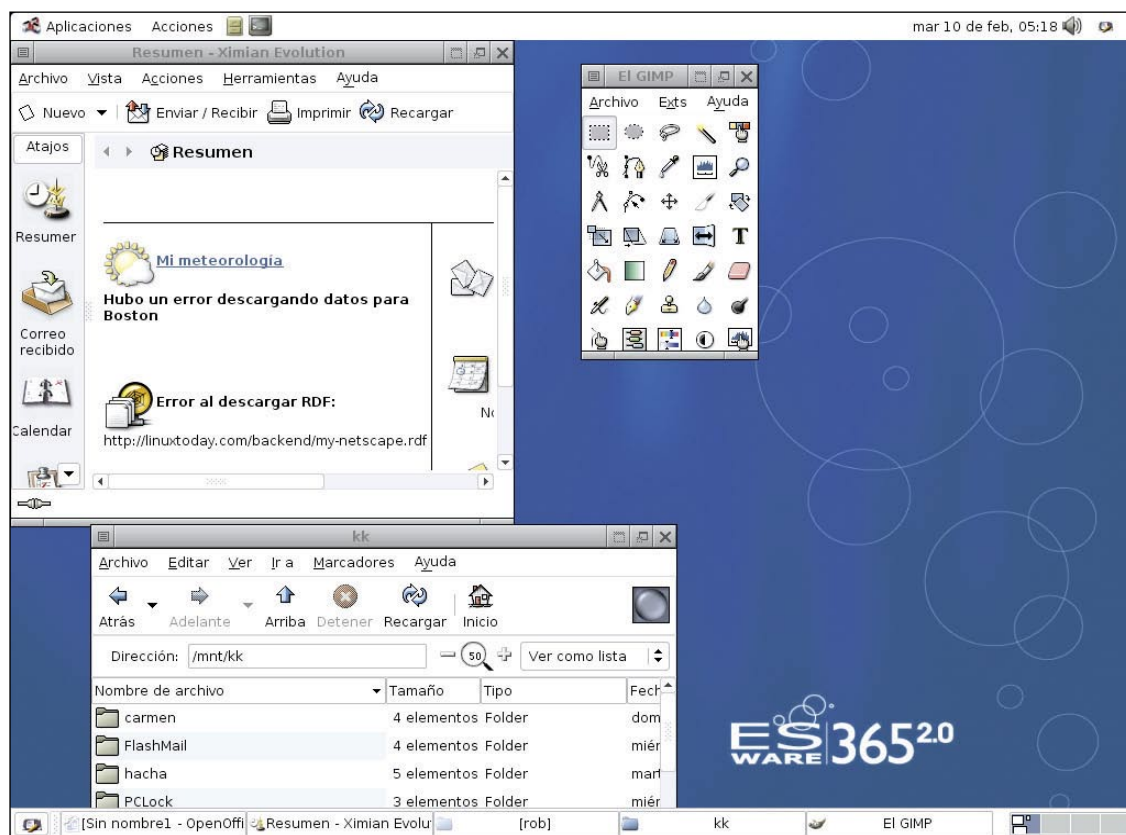 Aplicaciones Acciones
mar 10 de feb, 05:18
Resumen - Ximian Evolution
Archivo Vista Acciones Herramientas Ayuda
Nuevo Enviar / Recibir Imprimir Recargar
Atajos
Resumen
Resumer
Mi meteorología
Hubo un error descargando datos para
Boston
Correo
recibido
Error al descargar RDF:
http://linuxtoday.com/backend/my-netscape.rdf
Calendar
El GIMP
Archivo Exts Ayuda
T
kk
Archivo Editar Ver Ir a Marcadores Ayuda
Atrás Adelante Arriba Detener Recargar Inicio
Dirección: /mnt/kk 50 Ver como lista
Nombre de archivo Tamaño Tipo Fech
carmen 4 elementos Folder dom
FlashMail 4 elementos Folder miér
hacha 5 elementos Folder mart
PCLock 3 elementos Folder miér
ES 365 2.0
WARE
[Sin nombre1 - OpenOffi Resumen - Ximian Evolu [rob] kk El GIMP